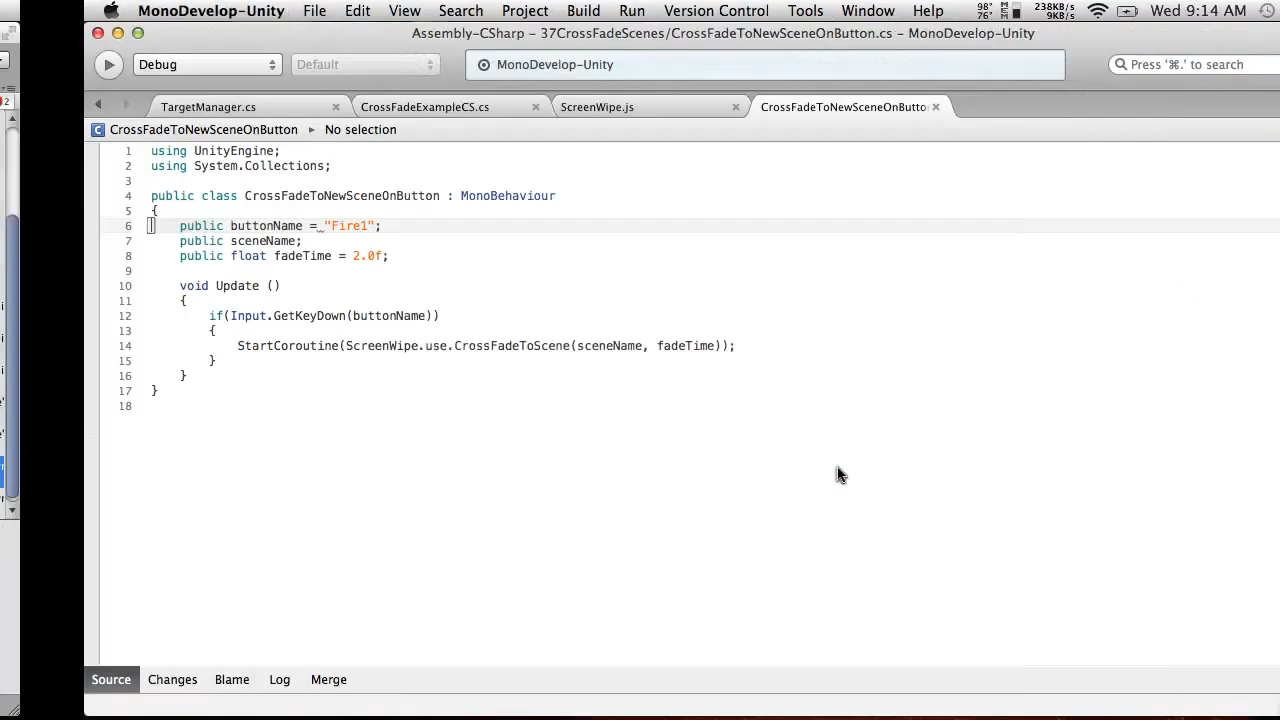 MonoDevelop-Unity File Edit View Search Project Build Run Version Control Tools Window Help 98° 76° 238KB/s 9KB/s Wed 9:14 AM
Assembly-CSharp – 37CrossFadeScenes/CrossFadeToNewSceneOnButton.cs – MonoDevelop-Unity
Debug Default MonoDevelop-Unity Press '⌘.' to search
TargetManager.cs CrossFadeExampleCS.cs ScreenWipe.js CrossFadeToNewSceneOnButto
CrossFadeToNewSceneOnButton ▸ No selection
1 using UnityEngine;
2 using System.Collections;
3
4 public class CrossFadeToNewSceneOnButton : MonoBehaviour
5 {
6 public buttonName = "Fire1";
7 public sceneName;
8 public float fadeTime = 2.0f;
9
10 void Update ()
11 {
12 if(Input.GetKeyDown(buttonName))
13 {
14 StartCoroutine(ScreenWipe.use.CrossFadeToScene(sceneName, fadeTime));
15 }
16 }
17 }
18
Source Changes Blame Log Merge